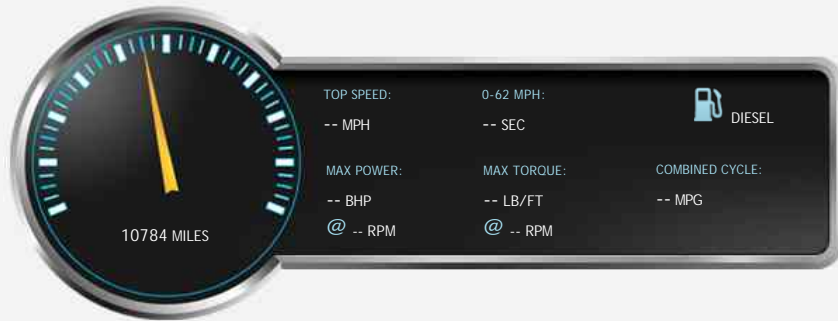 TOP SPEED:
-- MPH
0-62 MPH:
-- SEC
DIESEL
MAX POWER:
-- BHP
@ -- RPM
MAX TORQUE:
-- LB/FT
@ -- RPM
COMBINED CYCLE:
-- MPG
10784 MILES